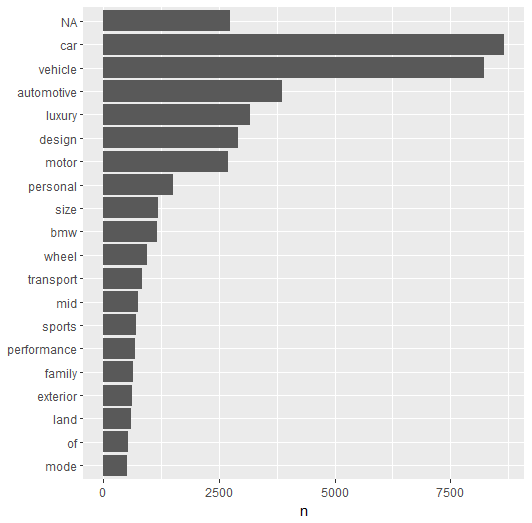 NA
car
vehicle
automotive
luxury
design
motor
personal
size
bmw
wheel
transport
mid
sports
performance
family
exterior
land
of
mode
0 2500 5000 7500
n